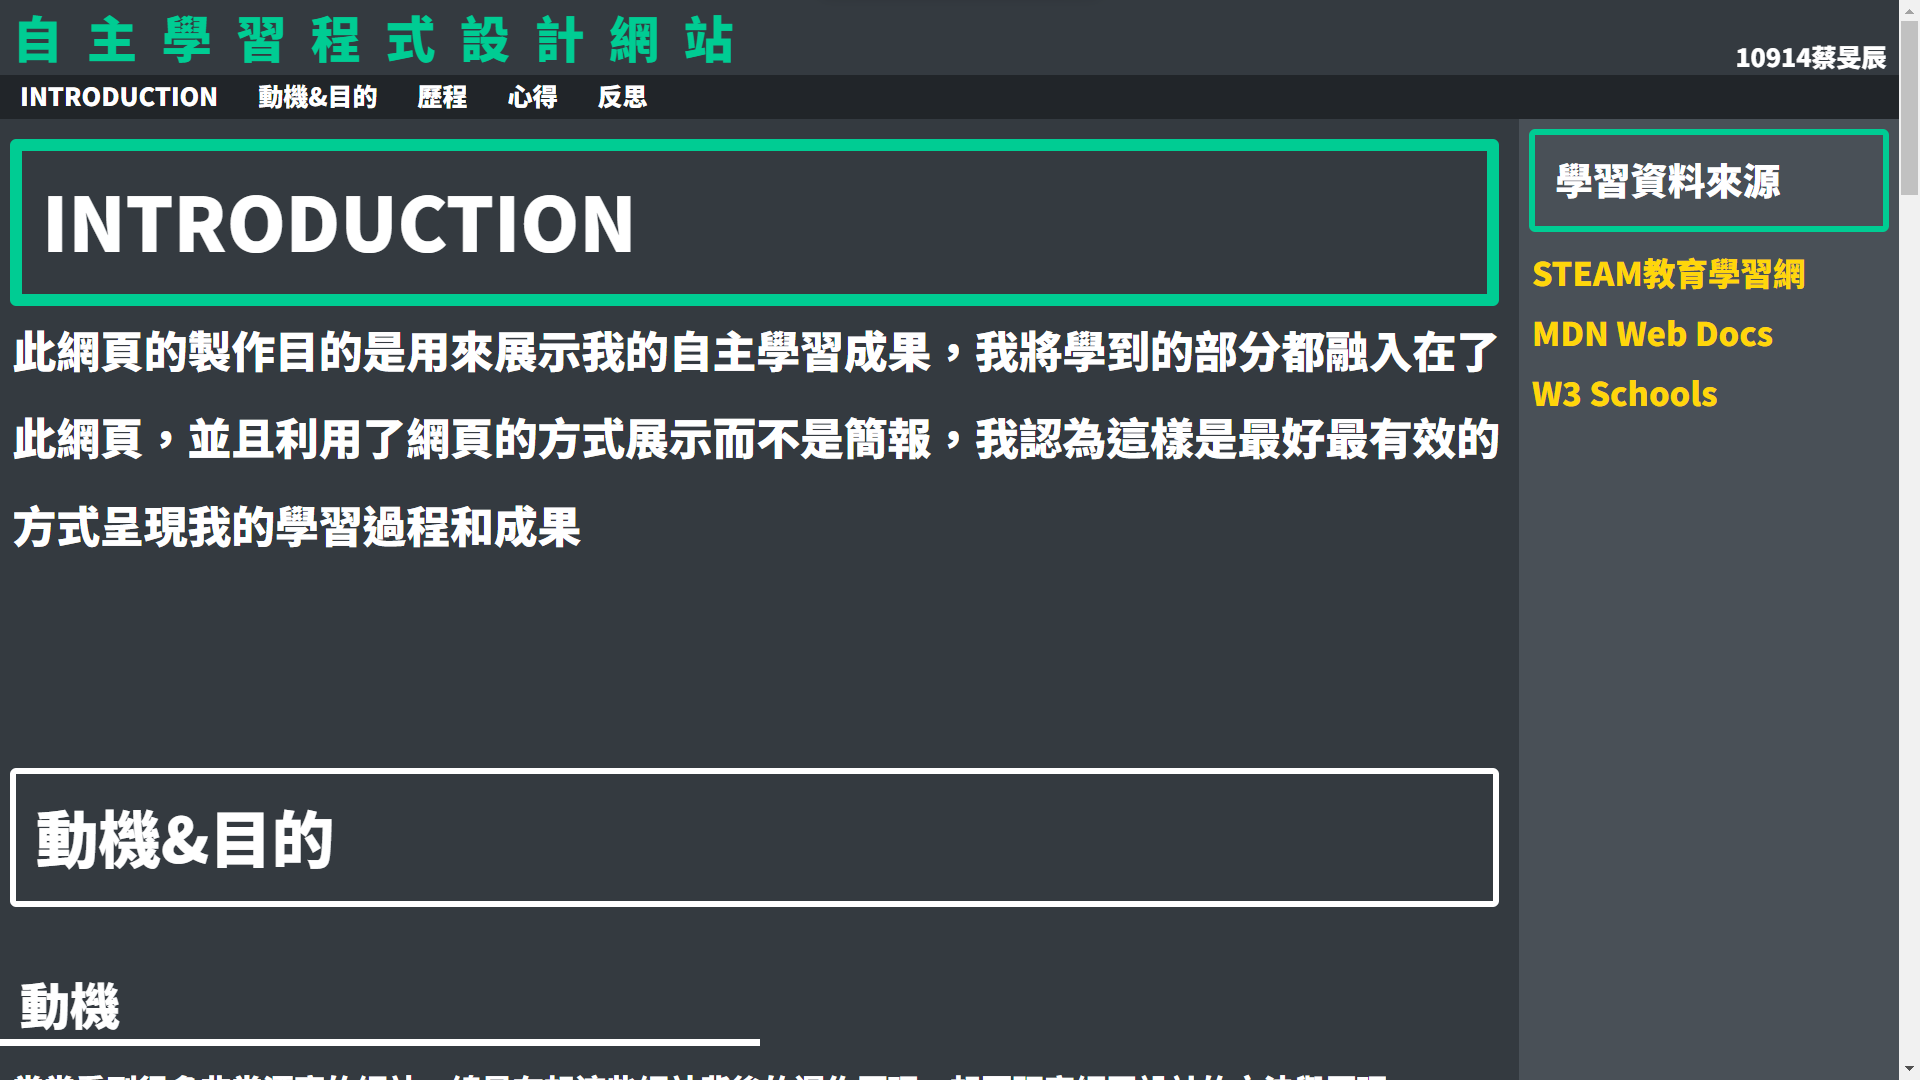 自主學習程式設計網站
10914蔡旻辰
INTRODUCTION 動機&目的 歷程 心得 反思
INTRODUCTION
此網頁的製作目的是用來展示我的自主學習成果，我將學到的部分都融入在了
此網頁，並且利用了網頁的方式展示而不是簡報，我認為這樣是最好最有效的
方式呈現我的學習過程和成果
動機&目的
動機
學習資料來源
STEAM教育學習網
MDN Web Docs
W3 Schools